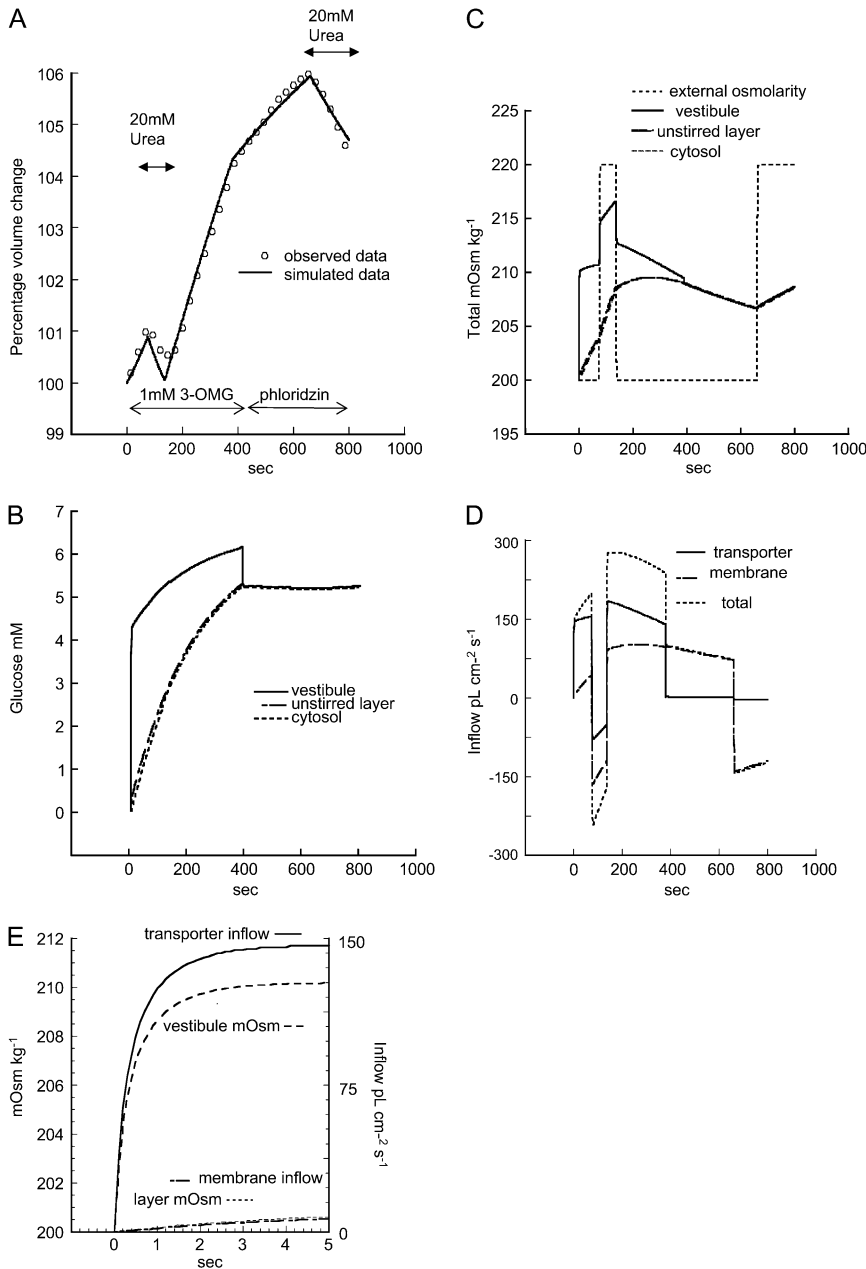 A
20mM
Urea
20mM
Urea
106
105
104
103
102
101
100
99
Percentage volume change
observed data
simulated data
1mM 3-OMG
phloridzin
0
200
400
600
800
1000
sec
C
external osmolarity
vestibule
unstirred layer
cytosol
225
220
215
210
205
200
195
Total mOsm kg-1
0
200
400
600
800
1000
sec
B
7
6
5
4
3
2
1
0
Glucose mM
vestibule
unstirred layer
cytosol
0
200
400
600
800
1000
sec
D
300
150
0
-150
-300
Inflow pL cm-2 s-1
transporter
membrane
total
0
200
400
600
800
1000
sec
E
212
210
208
206
204
202
200
mOsm kg-1
transporter inflow
vestibule mOsm
membrane inflow
layer mOsm
150
75
0
Inflow pL cm-2 s-1
0
1
2
3
4
5
sec